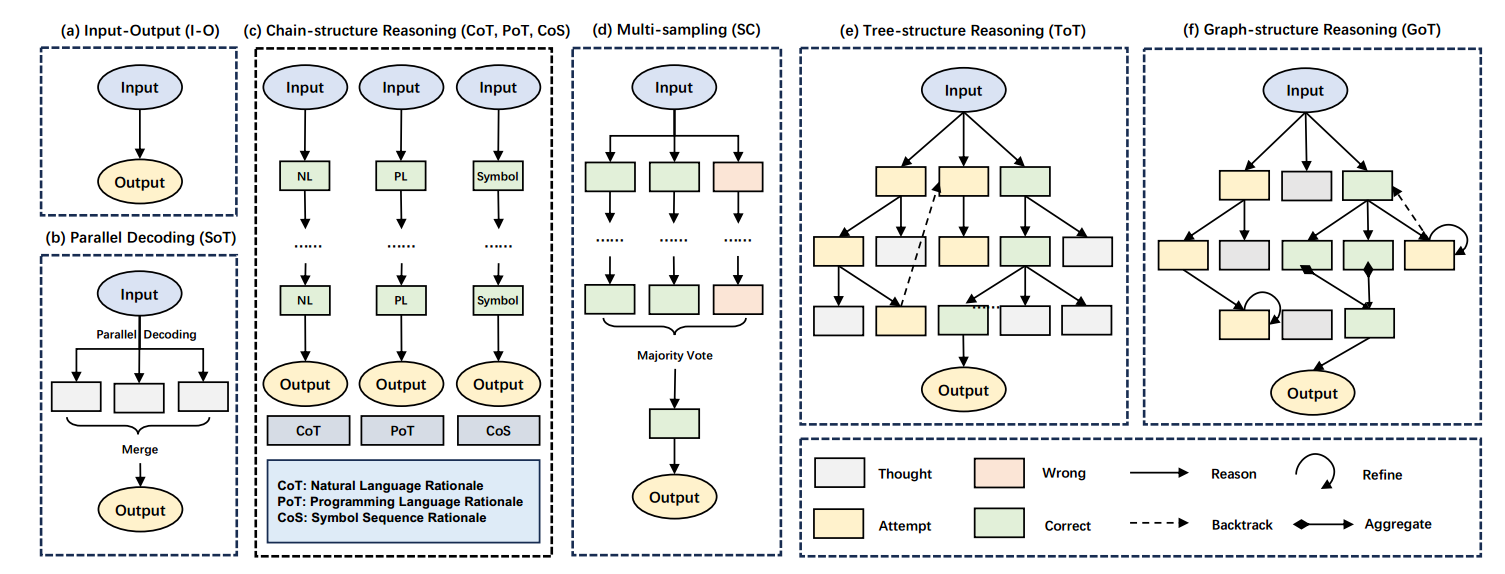 (a) Input-Output (I-O)
Input
Output
(b) Parallel Decoding (SoT)
Input
Parallel Decoding
Merge
Output
(c) Chain-structure Reasoning (CoT, PoT, CoS)
Input Input Input
NL PL Symbol
...... ...... ......
NL PL Symbol
Output Output Output
CoT PoT CoS
CoT: Natural Language Rationale
PoT: Programming Language Rationale
CoS: Symbol Sequence Rationale
(d) Multi-sampling (SC)
Input
...... ...... ......
Majority Vote
Output
(e) Tree-structure Reasoning (ToT)
Input
......
Output
(f) Graph-structure Reasoning (GoT)
Input
Output
Thought Wrong Reason Refine
Attempt Correct Backtrack Aggregate